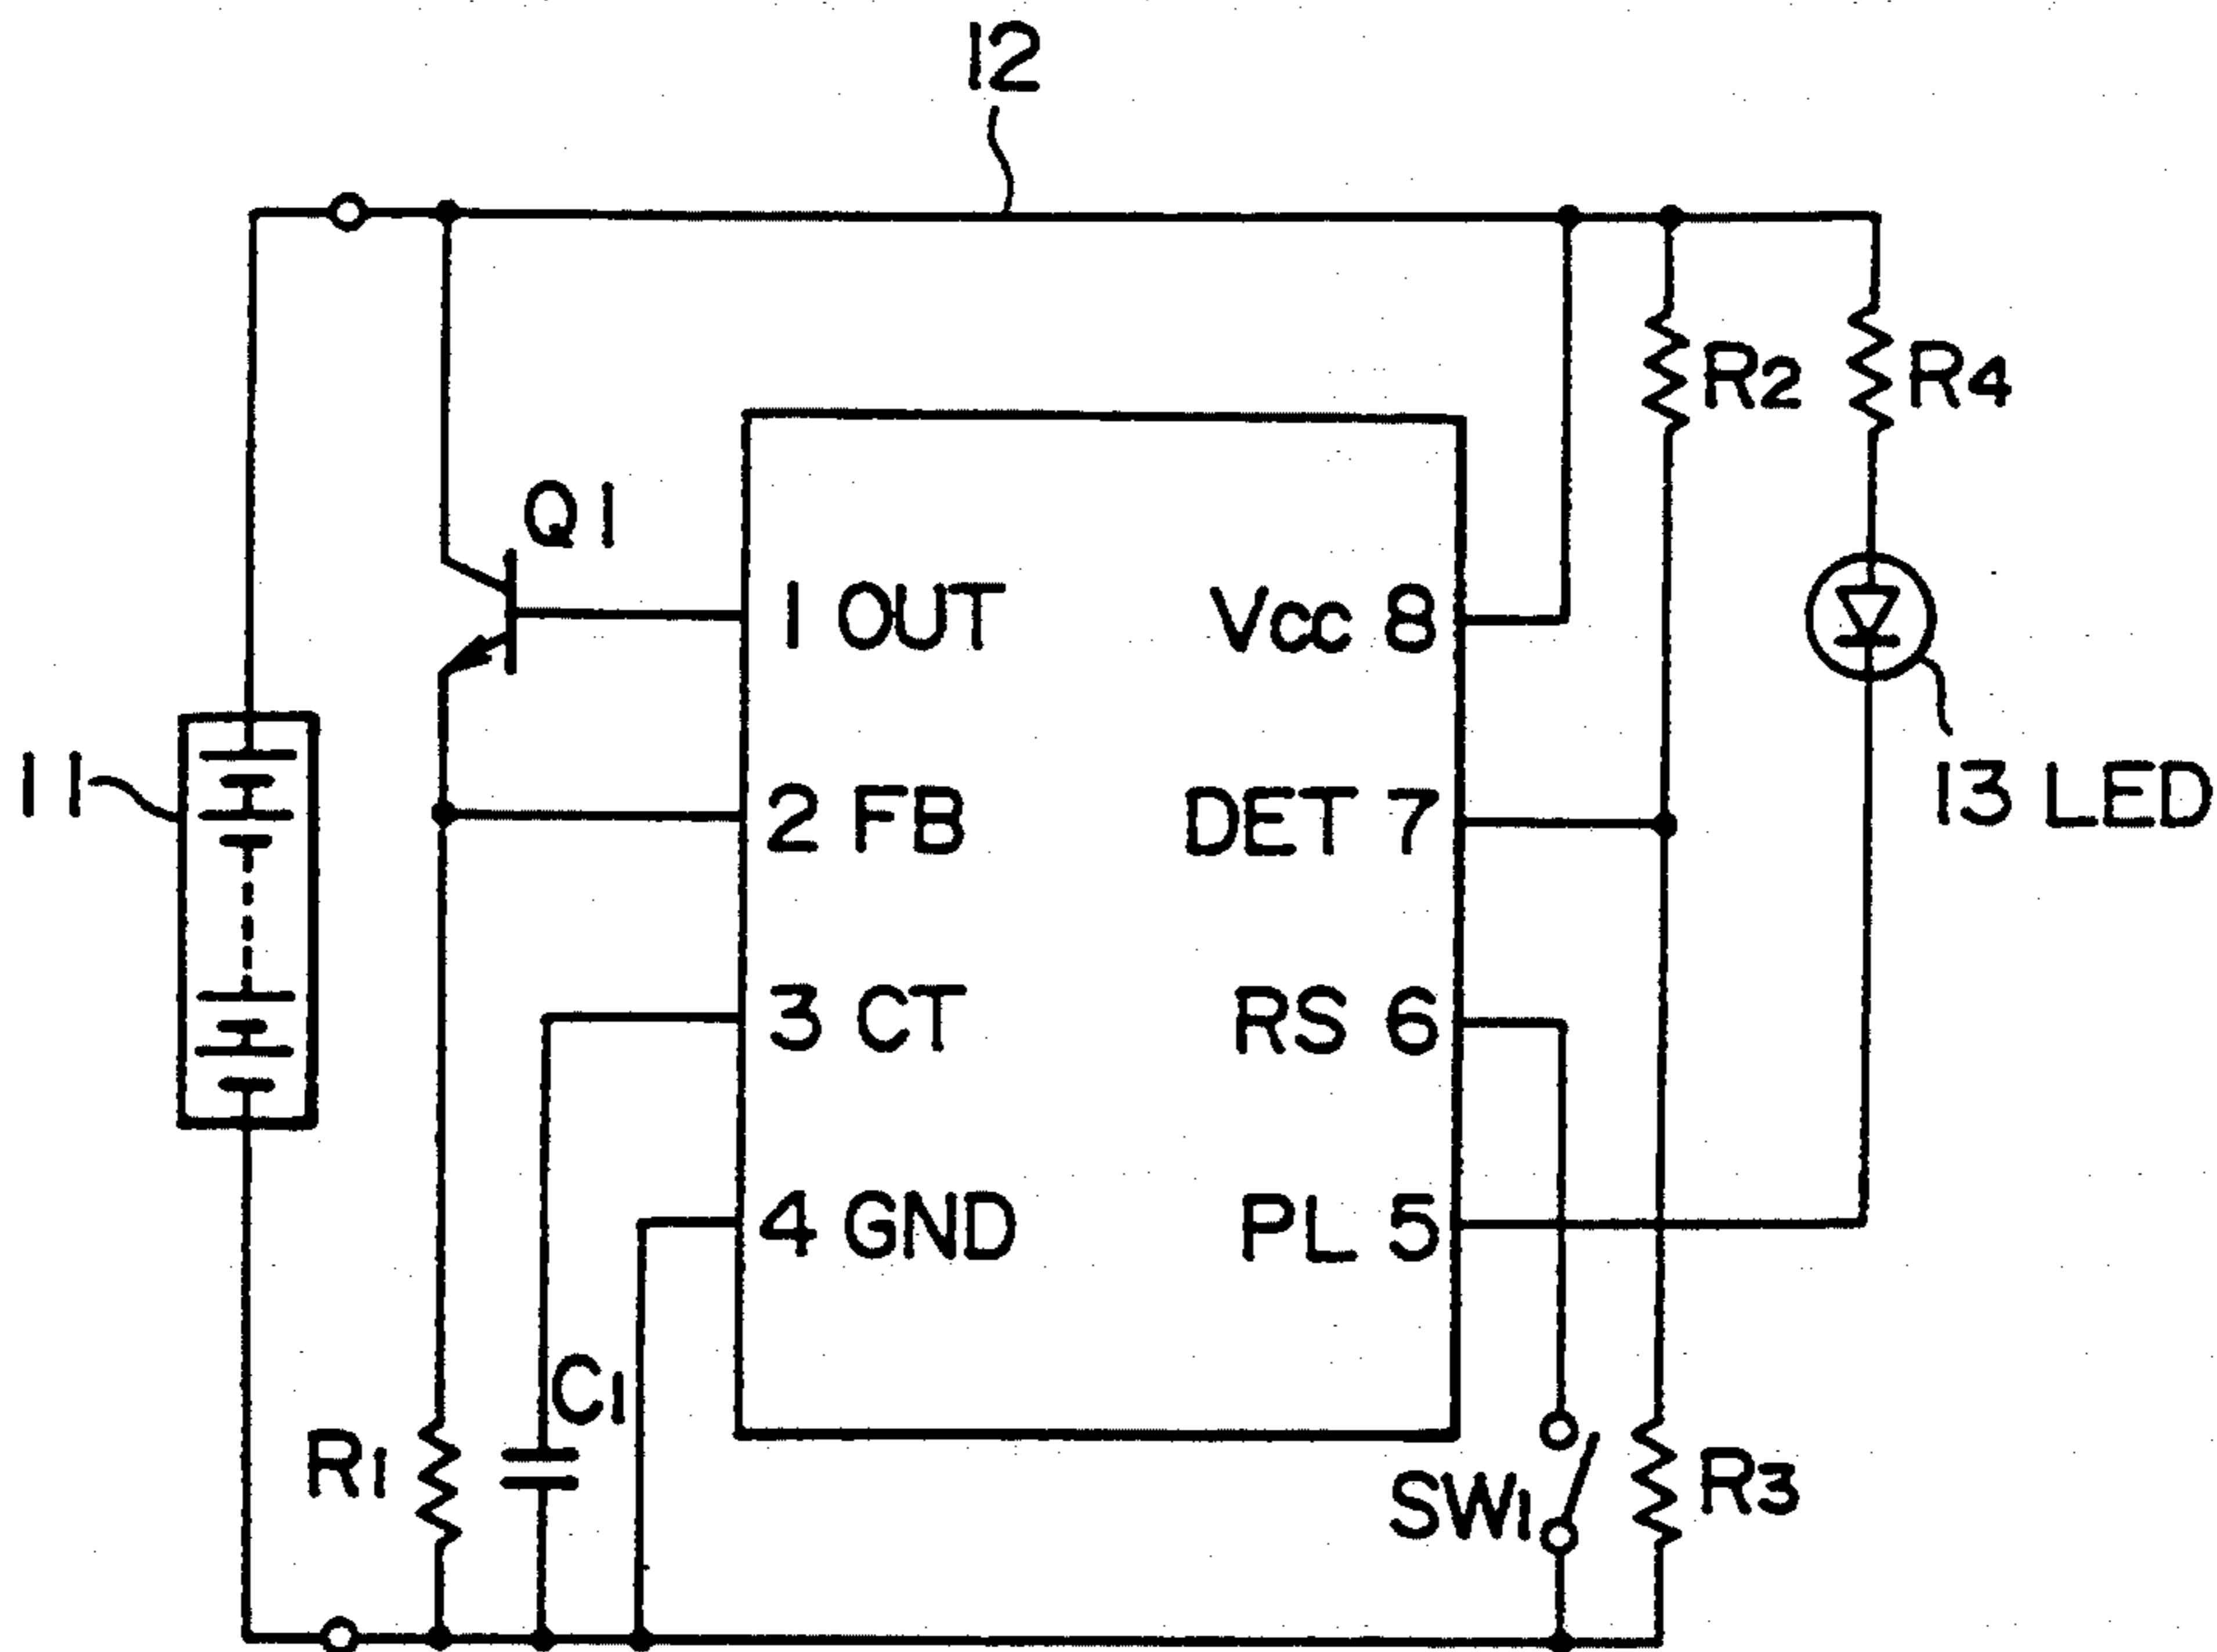 12
R2
R4
Q1
1 OUT
Vcc 8
11
2 FB
DET 7
13 LED
3 CT
RS 6
4 GND
PL 5
C1
R1
SW1
R3